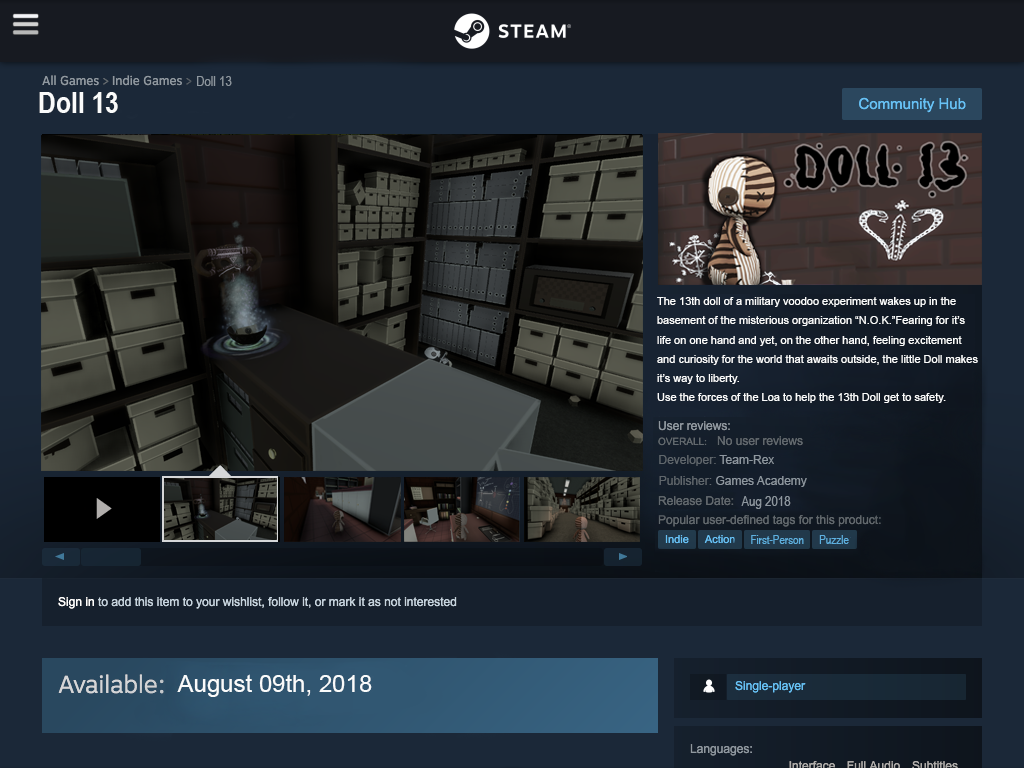 STEAM
All Games > Indie Games > Doll 13
Doll 13
Community Hub
DOLL 13
The 13th doll of a military voodoo experiment wakes up in the
basement of the misterious organization “N.O.K.”Fearing for it's
life on one hand and yet, on the other hand, feeling excitement
and curiosity for the world that awaits outside, the little Doll makes
it's way to liberty.
Use the forces of the Loa to help the 13th Doll get to safety.
User reviews:
OVERALL: No user reviews
Developer: Team-Rex
Publisher: Games Academy
Release Date: Aug 2018
Popular user-defined tags for this product:
Indie Action First-Person Puzzle
Sign in to add this item to your wishlist, follow it, or mark it as not interested
Available: August 09th, 2018
Single-player
Languages:
Interface Full Audio Subtitles